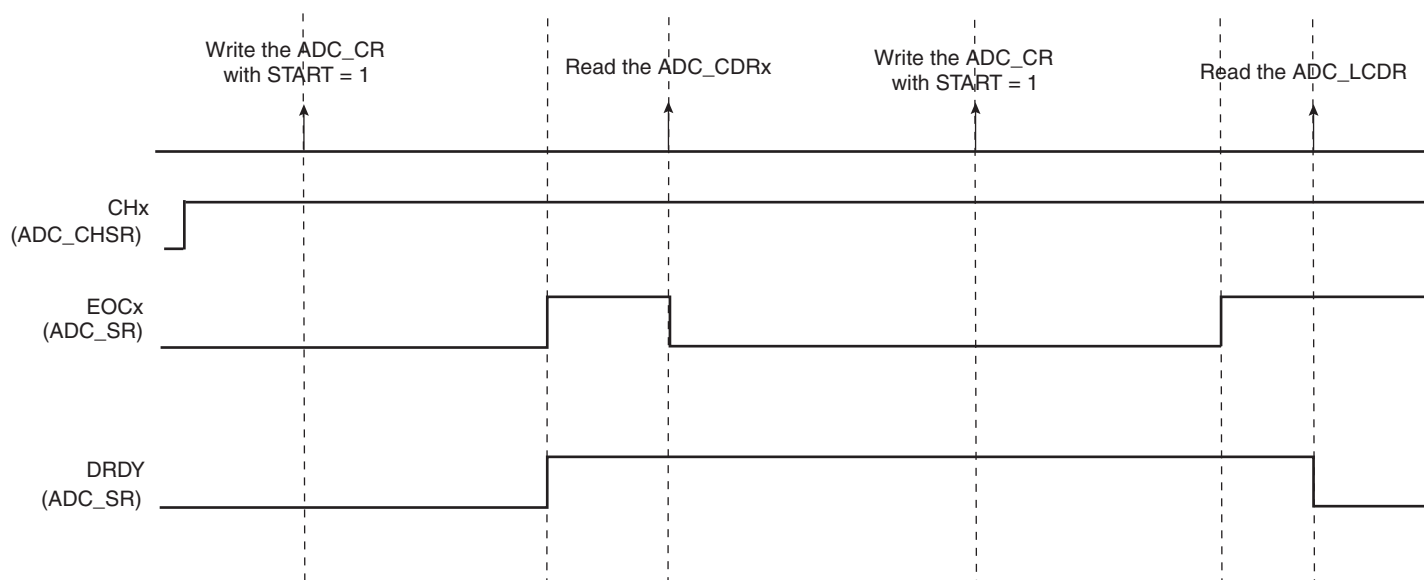 Write the ADC_CR
with START = 1
Read the ADC_CDRx
Write the ADC_CR
with START = 1
Read the ADC_LCDR
CHx
(ADC_CHSR)
EOCx
(ADC_SR)
DRDY
(ADC_SR)